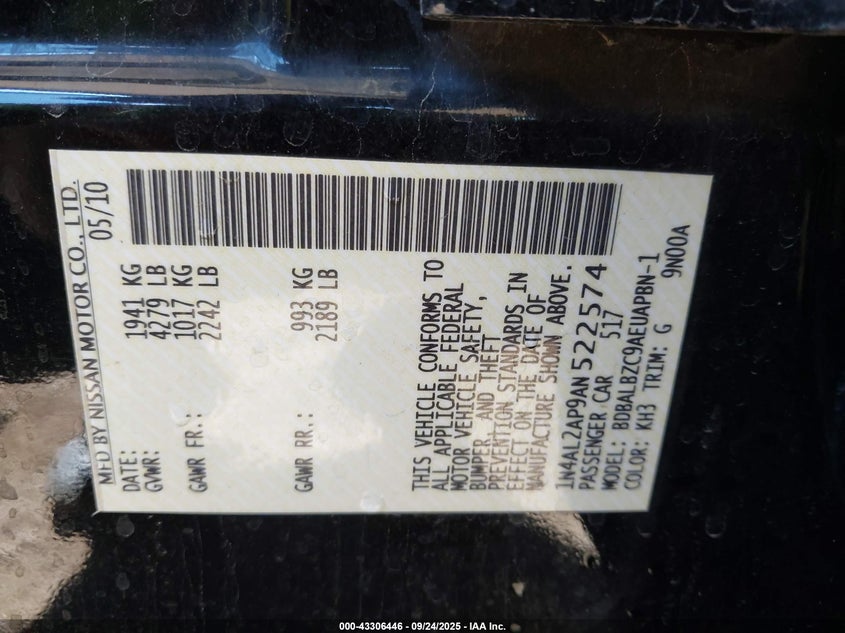 MFD BY NISSAN MOTOR CO., LTD.
DATE: 05/10
GVWR: 1941 KG
4279 LB
GAWR FR.: 1017 KG
2242 LB
GAWR RR.: 993 KG
2189 LB
THIS VEHICLE CONFORMS TO
ALL APPLICABLE FEDERAL
MOTOR VEHICLE SAFETY,
BUMPER, AND THEFT
PREVENTION STANDARDS IN
EFFECT ON THE DATE OF
MANUFACTURE SHOWN ABOVE.
1N4AL2AP9AN522574
PASSENGER CAR 517
MODEL: BDBALBZC9AEUAPBN-1
COLOR: KH3 TRIM: G 9N00A
000-43306446 - 09/24/2025 - IAA Inc.